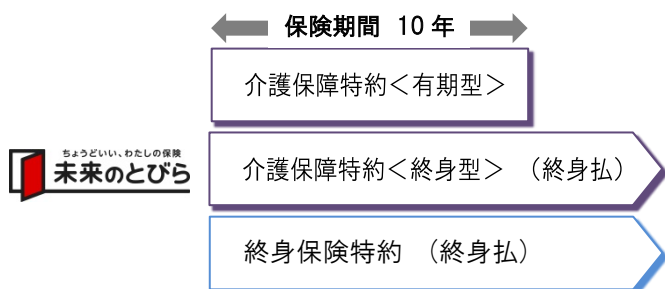 保険期間 10年
介護保障特約＜有期型＞
ちょうどいい、わたしの保険
未来のとびら
介護保障特約＜終身型＞ （終身払）
終身保険特約 （終身払）